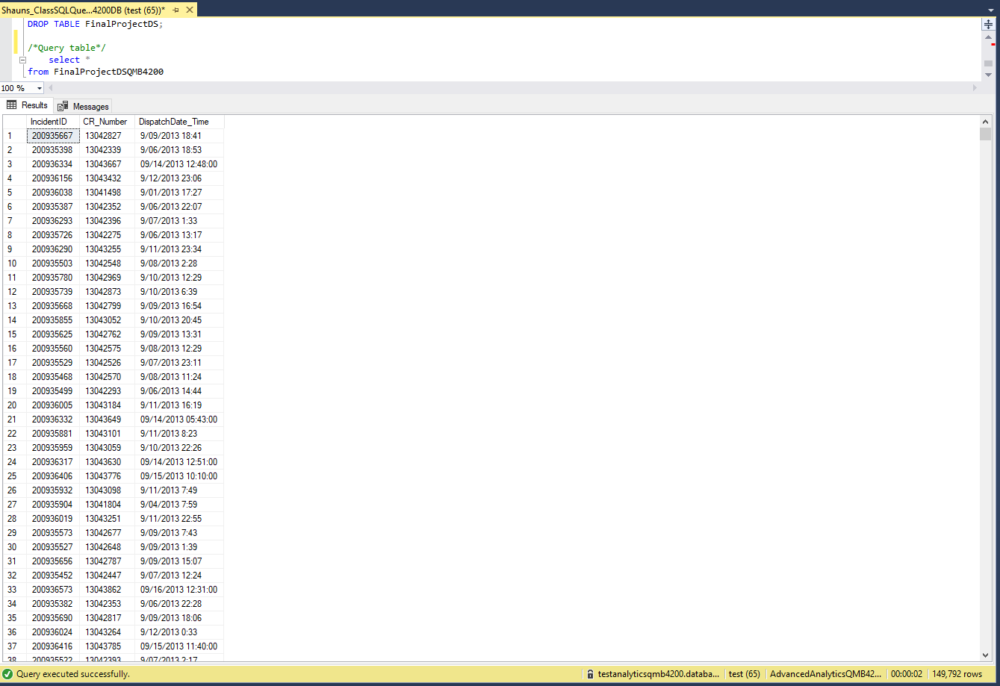 Shauns_ClassSQLQue...4200DB (test (65))*
DROP TABLE FinalProjectDS;
/*Query table*/
select *
from FinalProjectDSQMB4200
100 %
Results Messages
IncidentID CR_Number DispatchDate_Time
1 200935667 13042827 9/09/2013 18:41
2 200935398 13042339 9/06/2013 18:53
3 200936334 13043667 09/14/2013 12:48:00
4 200936156 13043432 9/12/2013 23:06
5 200936038 13041498 9/01/2013 17:27
6 200935387 13042352 9/06/2013 22:07
7 200936293 13042396 9/07/2013 1:33
8 200935726 13042275 9/06/2013 13:17
9 200936290 13043255 9/11/2013 23:34
10 200935503 13042548 9/08/2013 2:28
11 200935780 13042969 9/10/2013 12:29
12 200935739 13042873 9/10/2013 6:39
13 200935668 13042799 9/09/2013 16:54
14 200935855 13043052 9/10/2013 20:45
15 200935625 13042762 9/09/2013 13:31
16 200935560 13042575 9/08/2013 12:29
17 200935529 13042526 9/07/2013 23:11
18 200935468 13042570 9/08/2013 11:24
19 200935499 13042293 9/06/2013 14:44
20 200936005 13043184 9/11/2013 16:19
21 200936332 13043649 09/14/2013 05:43:00
22 200935881 13043101 9/11/2013 8:23
23 200935959 13043059 9/10/2013 22:26
24 200936317 13043630 09/14/2013 12:51:00
25 200936406 13043776 09/15/2013 10:10:00
26 200935932 13043098 9/11/2013 7:49
27 200935904 13041804 9/04/2013 7:59
28 200936019 13043251 9/11/2013 22:55
29 200935573 13042677 9/09/2013 7:43
30 200935527 13042648 9/09/2013 1:39
31 200935656 13042787 9/09/2013 15:07
32 200935452 13042447 9/07/2013 12:24
33 200936573 13043862 09/16/2013 12:31:00
34 200935382 13042353 9/06/2013 22:28
35 200935690 13042817 9/09/2013 18:06
36 200936024 13043264 9/12/2013 0:33
37 200936416 13043785 09/15/2013 11:40:00
38 200935522 13042393 9/07/2013 2:17
Query executed successfully. testanalyticsqmb4200.databa... test (65) AdvancedAnalyticsQMB42... 00:00:02 149,792 rows